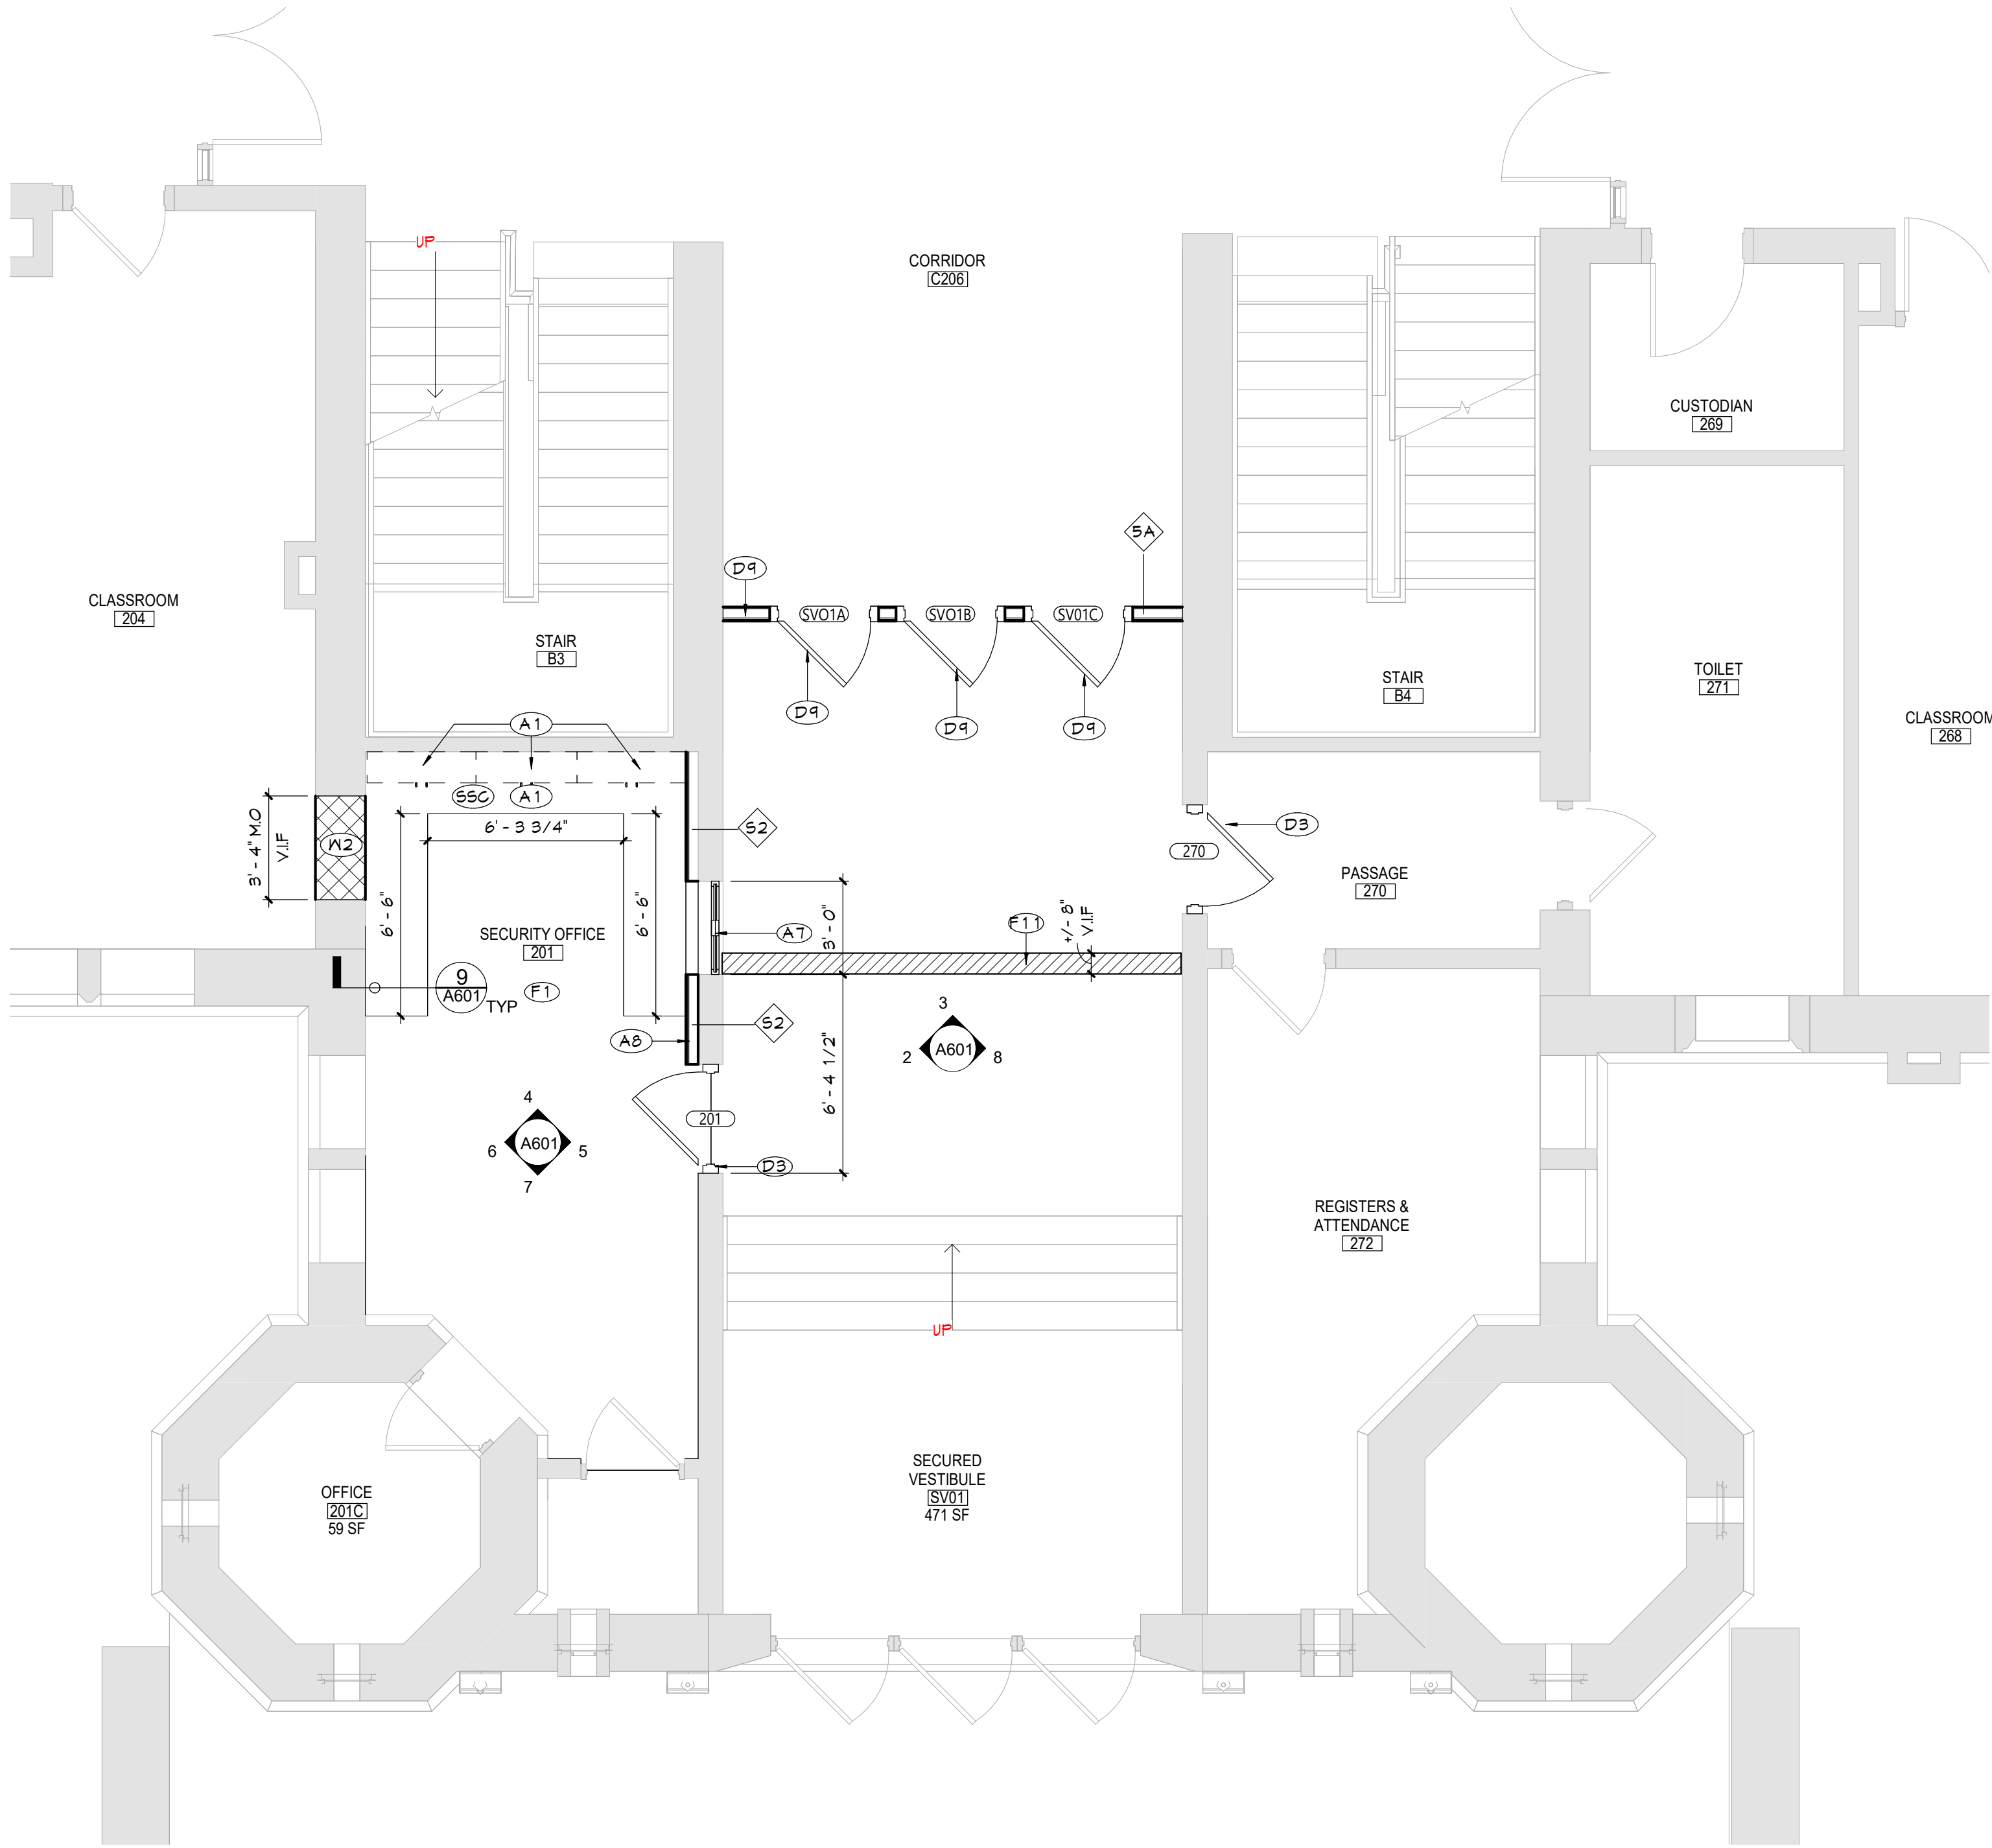 UP
CORRIDOR
C206
CUSTODIAN
269
5A
D9
CLASSROOM
204
SVO1A
SVO1B
SV01C
STAIR
B3
STAIR
B4
TOILET
271
CLASSROOM
268
D9
D9
D9
A1
SSC
A1
3' - 4" M.O
V.I.F
W2
6' - 3 3/4"
S2
6' - 6"
6' - 6"
270
D3
PASSAGE
270
SECURITY OFFICE
201
A7
3' - 0"
F11
+/- 8"
V.I.F
9
A601
TYP
F1
S2
A8
3
2
A601
8
6' - 4 1/2"
4
6
A601
5
7
201
D3
REGISTERS &
ATTENDANCE
272
UP
OFFICE
201C
59 SF
SECURED
VESTIBULE
SV01
471 SF